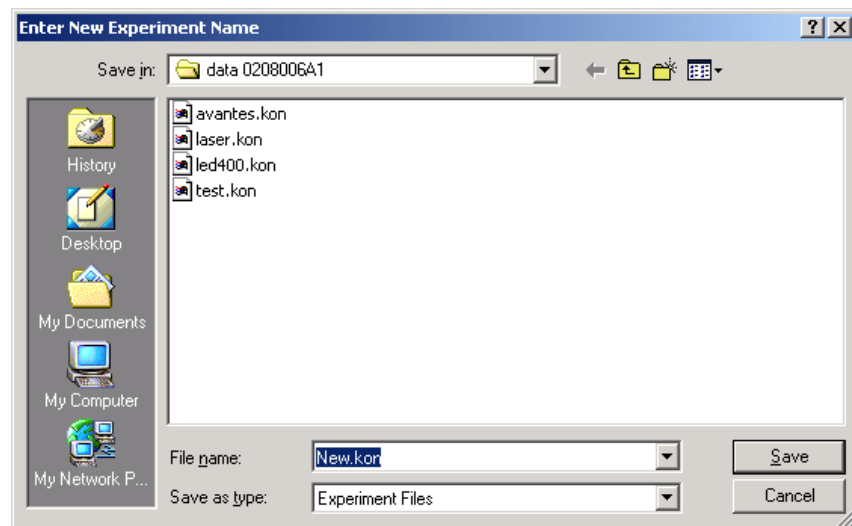 Enter New Experiment Name
Save in: data 0208006A1
avantes.kon
laser.kon
led400.kon
test.kon
History
Desktop
My Documents
My Computer
My Network P...
File name: New.kon
Save
Save as type: Experiment Files
Cancel